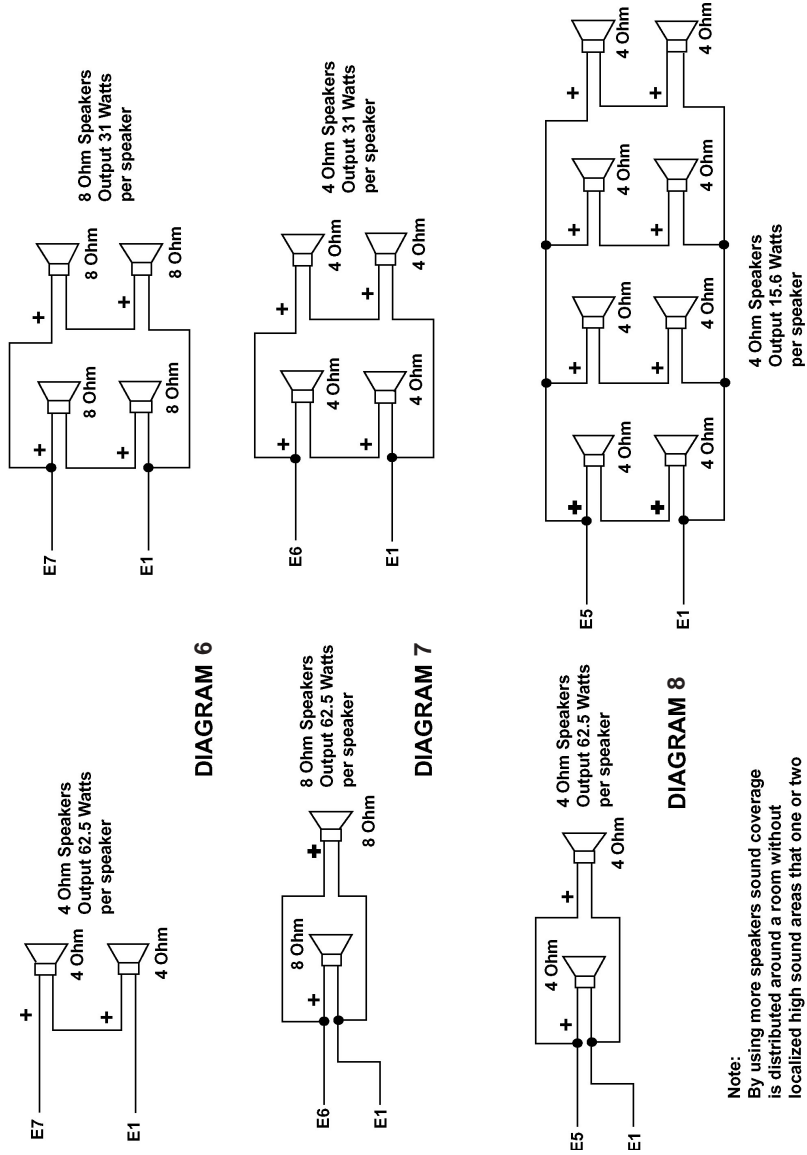 E7
E1
+
+
4 Ohm
4 Ohm
4 Ohm Speakers
Output 62.5 Watts
per speaker
E7
E1
+
+
8 Ohm
8 Ohm
+
+
8 Ohm
8 Ohm
8 Ohm Speakers
Output 31 Watts
per speaker
DIAGRAM 6
E6
E1
+
8 Ohm
+
8 Ohm
8 Ohm Speakers
Output 62.5 Watts
per speaker
E6
E1
+
+
4 Ohm
4 Ohm
+
+
4 Ohm
4 Ohm
4 Ohm Speakers
Output 31 Watts
per speaker
DIAGRAM 7
E5
E1
+
4 Ohm
+
4 Ohm
4 Ohm Speakers
Output 62.5 Watts
per speaker
E5
E1
+
+
4 Ohm
4 Ohm
+
+
4 Ohm
4 Ohm
+
+
4 Ohm
4 Ohm
+
+
4 Ohm
4 Ohm
4 Ohm Speakers
Output 15.6 Watts
per speaker
DIAGRAM 8
Note:
By using more speakers sound coverage
is distributed around a room without
localized high sound areas that one or two